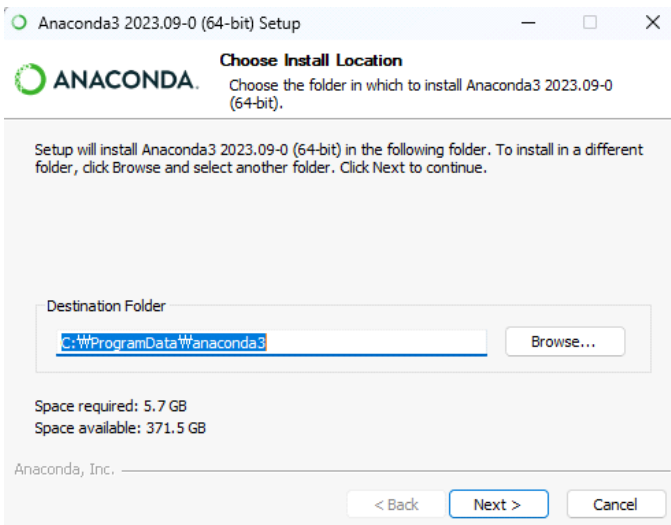 Anaconda3 2023.09-0 (64-bit) Setup
ANACONDA.
Choose Install Location
Choose the folder in which to install Anaconda3 2023.09-0
(64-bit).
Setup will install Anaconda3 2023.09-0 (64-bit) in the following folder. To install in a different
folder, click Browse and select another folder. Click Next to continue.
Destination Folder
C:₩ProgramData₩anaconda3
Browse...
Space required: 5.7 GB
Space available: 371.5 GB
Anaconda, Inc.
< Back
Next >
Cancel